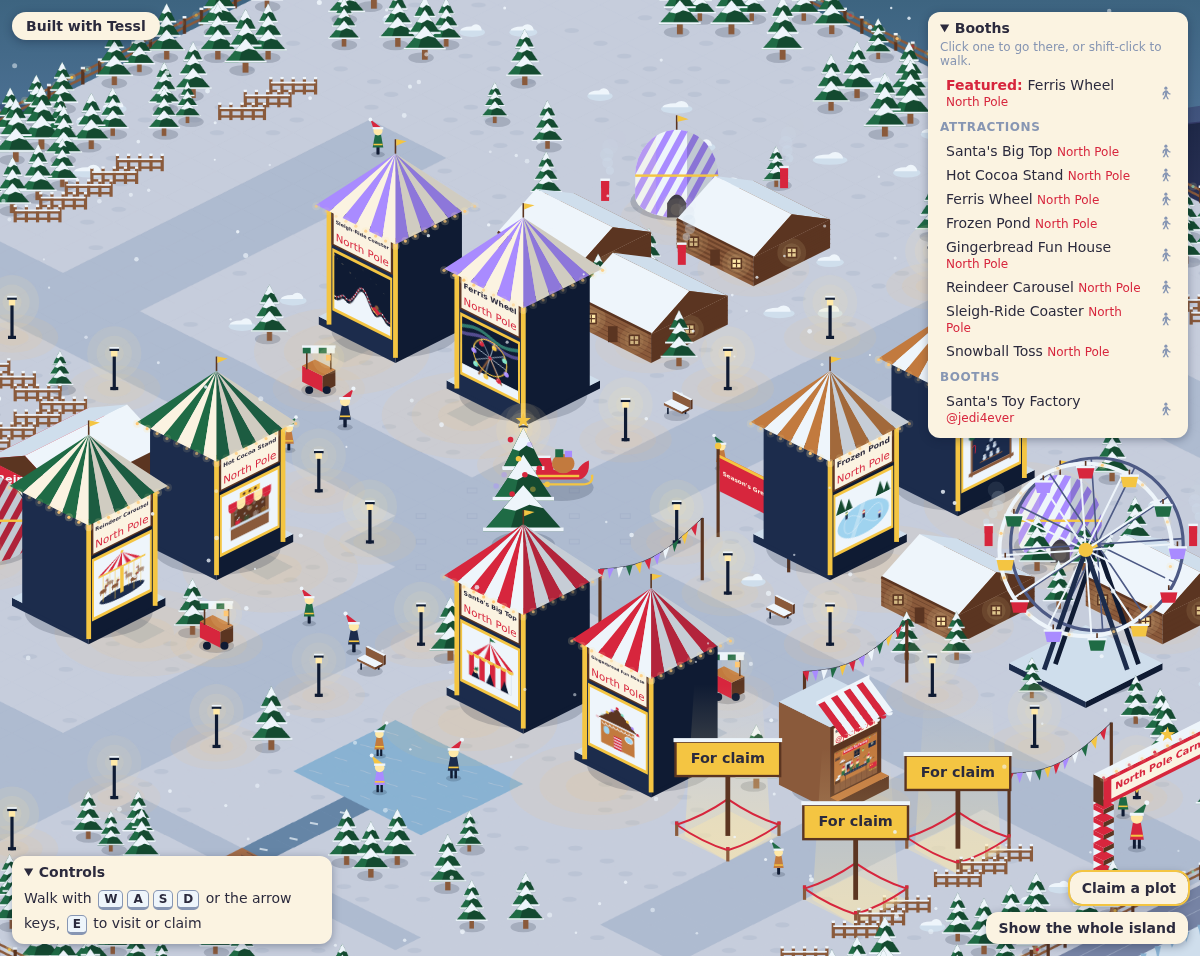 Built with Tessl
▼ Booths
Click one to go there, or shift-click to
walk.
Featured: Ferris Wheel
North Pole
ATTRACTIONS
Santa's Big Top North Pole
Hot Cocoa Stand North Pole
Ferris Wheel North Pole
Frozen Pond North Pole
Gingerbread Fun House
North Pole
Reindeer Carousel North Pole
Sleigh-Ride Coaster North
Pole
Snowball Toss North Pole
BOOTHS
Santa's Toy Factory
@jedi4ever
Sleigh-Ride Coaster
North Pole
Ferris Wheel
North Pole
Hot Cocoa Stand
North Pole
Reindeer Carousel
North Pole
Frozen Pond
North Pole
Season's Gre
Santa's Big Top
North Pole
Gingerbread Fun House
North Pole
For claim
For claim
For claim
North Pole Carn
▼ Controls
Walk with W A S D or the arrow
keys, E to visit or claim
Claim a plot
Show the whole island